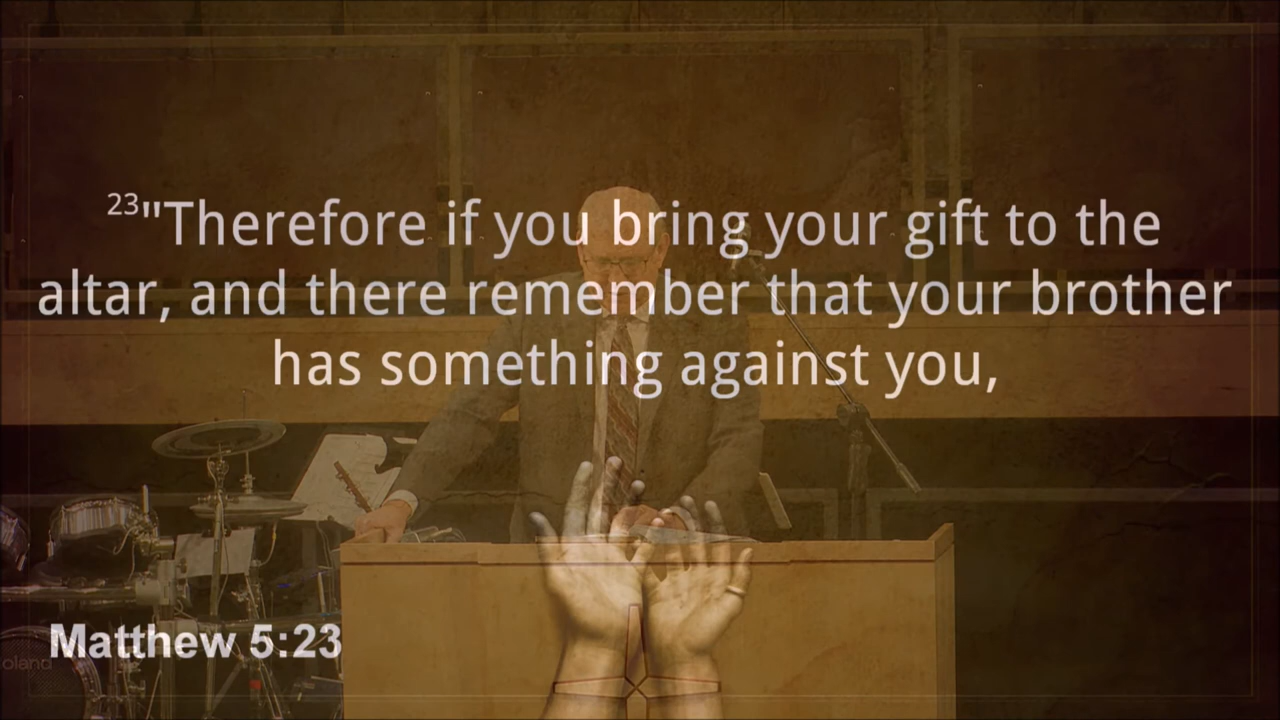 ²³"Therefore if you bring your gift to the
altar, and there remember that your brother
has something against you,
Matthew 5:23
oland